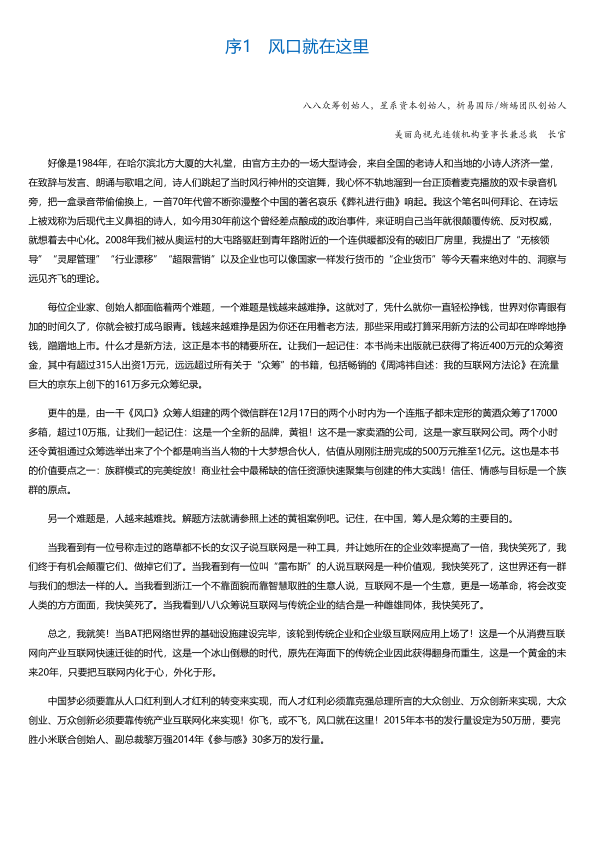 序1　风口就在这里
八八众筹创始人，星系资本创始人，析易国际/蜥蜴团队创始人
美丽岛视光连锁机构董事长兼总裁　长官
好像是1984年，在哈尔滨北方大厦的大礼堂，由官方主办的一场大型诗会，来自全国的老诗人和当地的小诗人济济一堂，
在致辞与发言、朗诵与歌唱之间，诗人们跳起了当时风行神州的交谊舞，我心怀不轨地溜到一台正顶着麦克播放的双卡录音机
旁，把一盒录音带偷偷换上，一首70年代曾不断弥漫整个中国的著名哀乐《葬礼进行曲》响起。我这个笔名叫何拜论、在诗坛
上被戏称为后现代主义鼻祖的诗人，如今用30年前这个曾经差点酿成的政治事件，来证明自己当年就很颠覆传统、反对权威，
就想着去中心化。2008年我们被从奥运村的大屯路驱赶到青年路附近的一个连供暖都没有的破旧厂房里，我提出了“无核领
导”“灵犀管理”“行业漂移”“超限营销”以及企业也可以像国家一样发行货币的“企业货币”等今天看来绝对牛的、洞察与
远见齐飞的理论。
每位企业家、创始人都面临着两个难题，一个难题是钱越来越难挣。这就对了，凭什么就你一直轻松挣钱，世界对你青眼有
加的时间久了，你就会被打成乌眼青。钱越来越难挣是因为你还在用着老方法，那些采用或打算采用新方法的公司却在哗哗地挣
钱，蹭蹭地上市。什么才是新方法，这正是本书的精要所在。让我们一起记住：本书尚未出版就已获得了将近400万元的众筹资
金，其中有超过315人出资1万元，远远超过所有关于“众筹”的书籍，包括畅销的《周鸿祎自述：我的互联网方法论》在流量
巨大的京东上创下的161万多元众筹纪录。
更牛的是，由一干《风口》众筹人组建的两个微信群在12月17日的两个小时内为一个连瓶子都未定形的黄酒众筹了17000
多箱，超过10万瓶，让我们一起记住：这是一个全新的品牌，黄祖！这不是一家卖酒的公司，这是一家互联网公司。两个小时
还令黄祖通过众筹选举出来了个个都是响当当人物的十大梦想合伙人，估值从刚刚注册完成的500万元推至1亿元。这也是本书
的价值要点之一：族群模式的完美绽放！商业社会中最稀缺的信任资源快速聚集与创建的伟大实践！信任、情感与目标是一个族
群的原点。
另一个难题是，人越来越难找。解题方法就请参照上述的黄祖案例吧。记住，在中国，筹人是众筹的主要目的。
当我看到有一位号称走过的路草都不长的女汉子说互联网是一种工具，并让她所在的企业效率提高了一倍，我快笑死了，我
们终于有机会颠覆它们、做掉它们了。当我看到有一位叫“雷布斯”的人说互联网是一种价值观，我快笑死了，这世界还有一群
与我们的想法一样的人。当我看到浙江一个不靠面貌而靠智慧取胜的生意人说，互联网不是一个生意，更是一场革命，将会改变
人类的方方面面，我快笑死了。当我看到八八众筹说互联网与传统企业的结合是一种雌雄同体，我快笑死了。
总之，我就笑！当BAT把网络世界的基础设施建设完毕，该轮到传统企业和企业级互联网应用上场了！这是一个从消费互联
网向产业互联网快速迁徙的时代，这是一个冰山倒悬的时代，原先在海面下的传统企业因此获得翻身而重生，这是一个黄金的未
来20年，只要把互联网内化于心，外化于形。
中国梦必须要靠从人口红利到人才红利的转变来实现，而人才红利必须靠克强总理所言的大众创业、万众创新来实现，大众
创业、万众创新必须要靠传统产业互联网化来实现！你飞，或不飞，风口就在这里！2015年本书的发行量设定为50万册，要完
胜小米联合创始人、副总裁黎万强2014年《参与感》30多万的发行量。